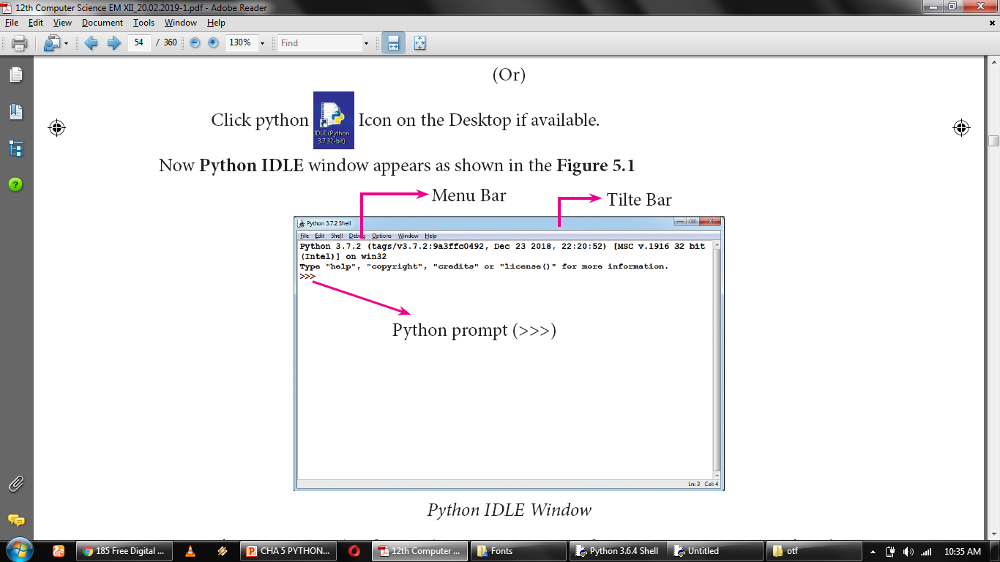 12th Computer Science EM XII_20.02.2019-1.pdf - Adobe Reader
File Edit View Document Tools Window Help
54 / 360 130% Find
(Or)
Click python Icon on the Desktop if available.
IDLE (Python
3.7 32-bit)
Now Python IDLE window appears as shown in the Figure 5.1
Menu Bar
Tilte Bar
Python 3.7.2 Shell
File Edit Shell Debug Options Window Help
Python 3.7.2 (tags/v3.7.2:9a3ffc0492, Dec 23 2018, 22:20:52) [MSC v.1916 32 bit
(Intel)] on win32
Type "help", "copyright", "credits" or "license()" for more information.
>>>
Python prompt (>>>)
Ln: 3 Col: 4
Python IDLE Window
185 Free Digital ... CHA 5 PYTHON... 12th Computer ... Fonts Python 3.6.4 Shell Untitled otf 10:35 AM